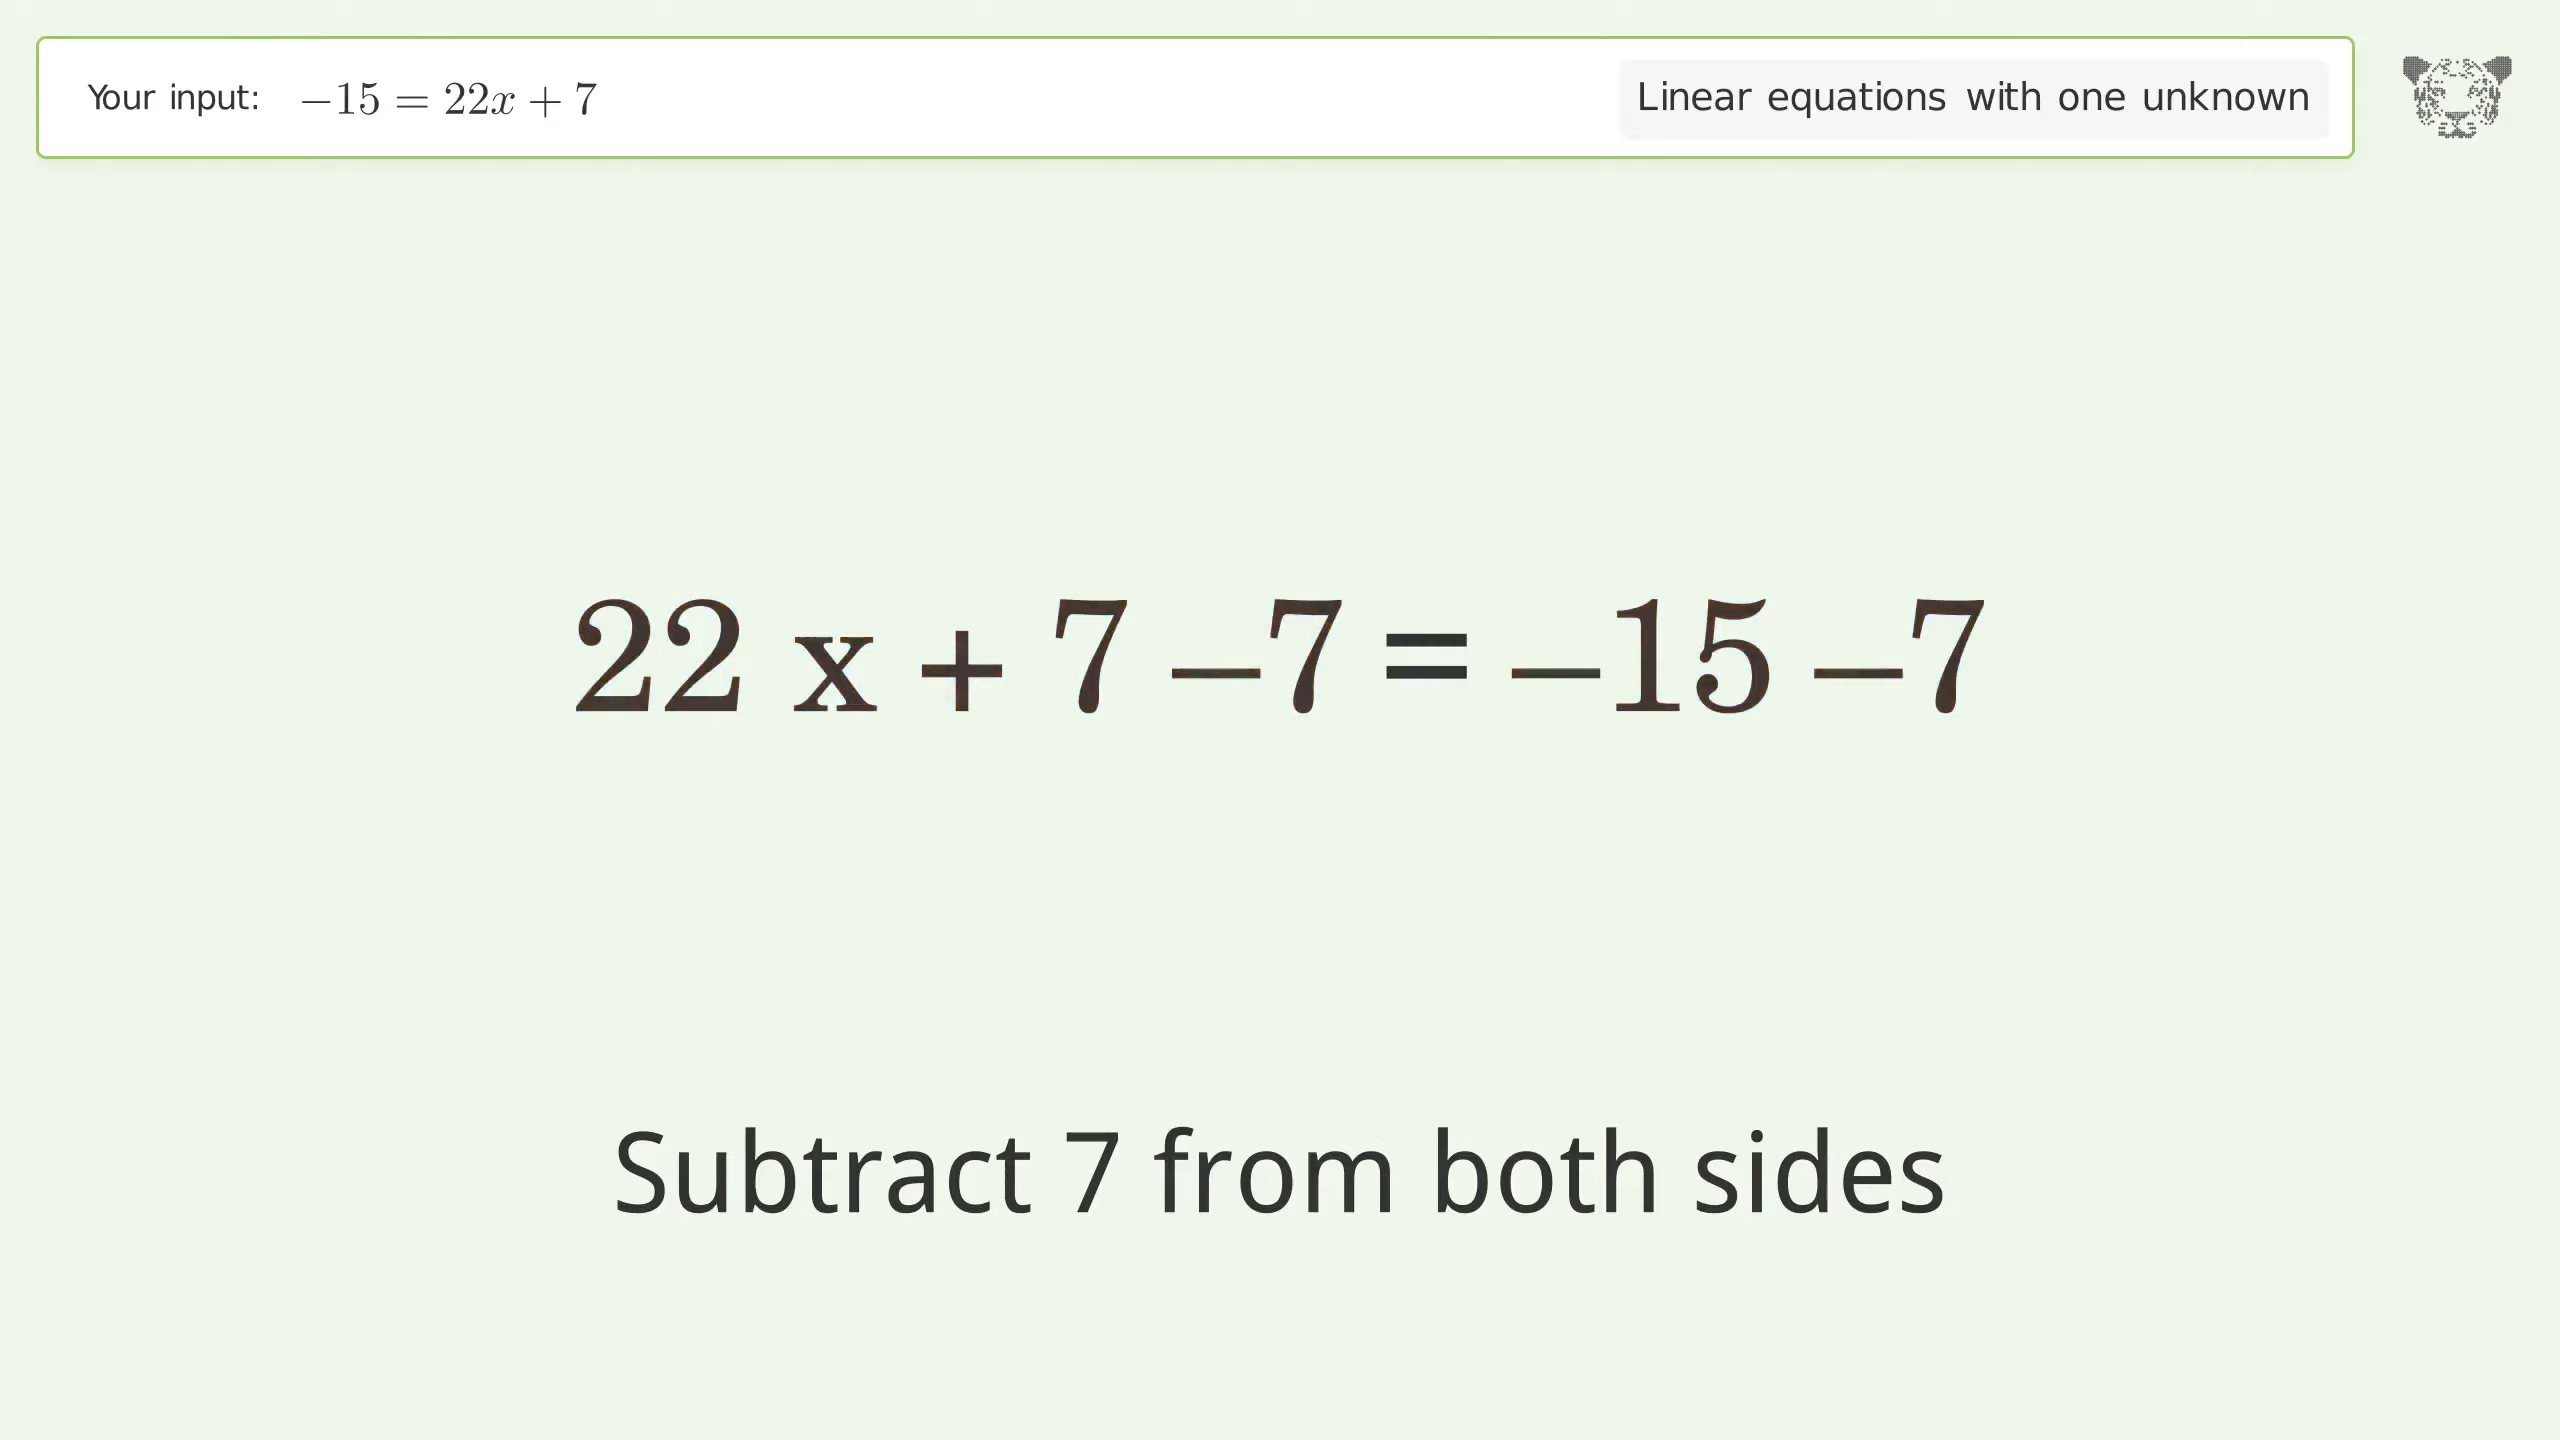 Your input: −15 = 22x + 7
Linear equations with one unknown
22 x + 7 −7 = −15 −7
Subtract 7 from both sides